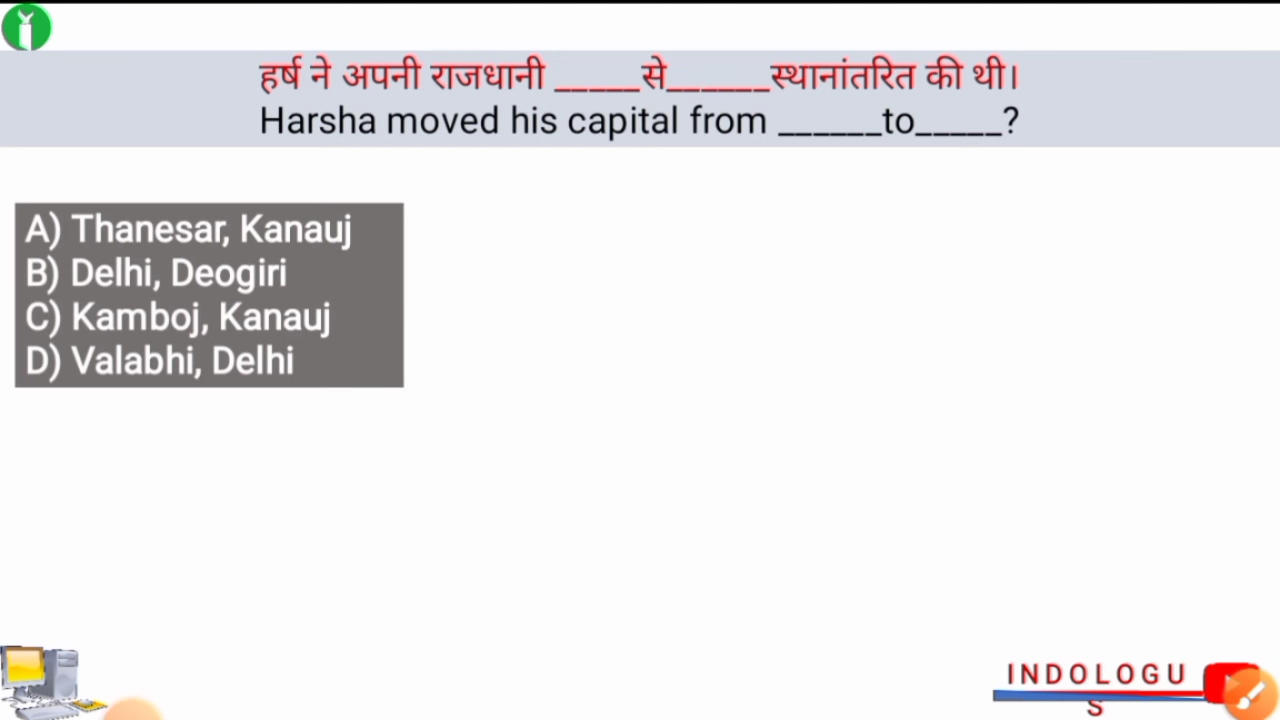 हर्ष ने अपनी राजधानी _____से______स्थानांतरित की थी।
Harsha moved his capital from ______to_____?
A) Thanesar, Kanauj
B) Delhi, Deogiri
C) Kamboj, Kanauj
D) Valabhi, Delhi
INDOLOGU
S